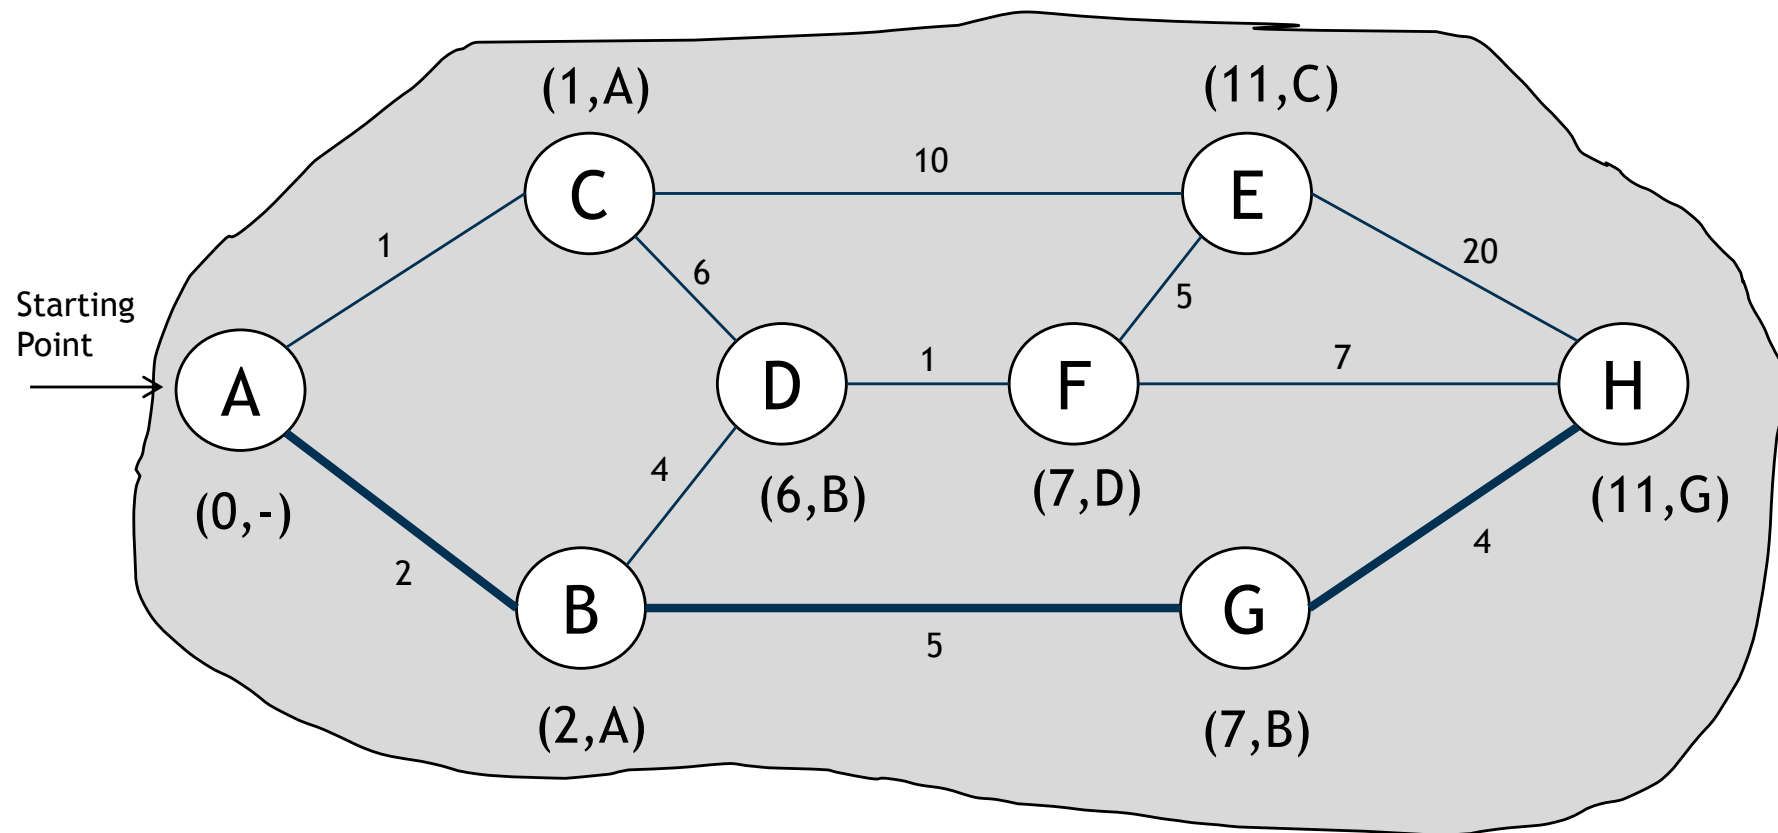 (1,A)
(11,C)
C
10
E
1
6
20
5
Starting
Point
A
D
1
F
7
H
(0,-)
4
(6,B)
(7,D)
(11,G)
2
4
B
G
5
(2,A)
(7,B)